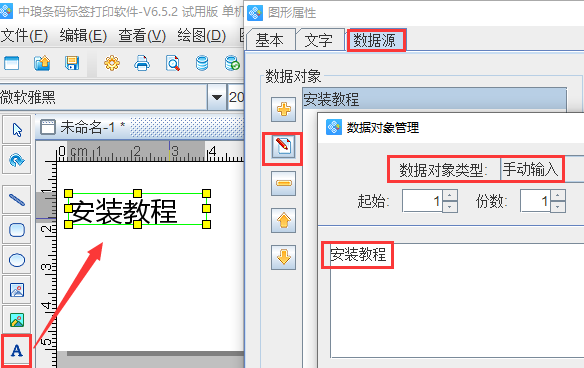 中琅条码标签打印软件-V6.5.2 试用版 单机
文件(F) 编辑(E) 查看(V) 绘图(D)
微软雅黑 20
未命名-1 *
0 cm 2 3 4
1
2
3
4
5
安装教程
A
图形属性
基本 文字 数据源
数据对象
安装教程
数据对象管理
数据对象类型: 手动输入
起始: 1 份数: 1
安装教程